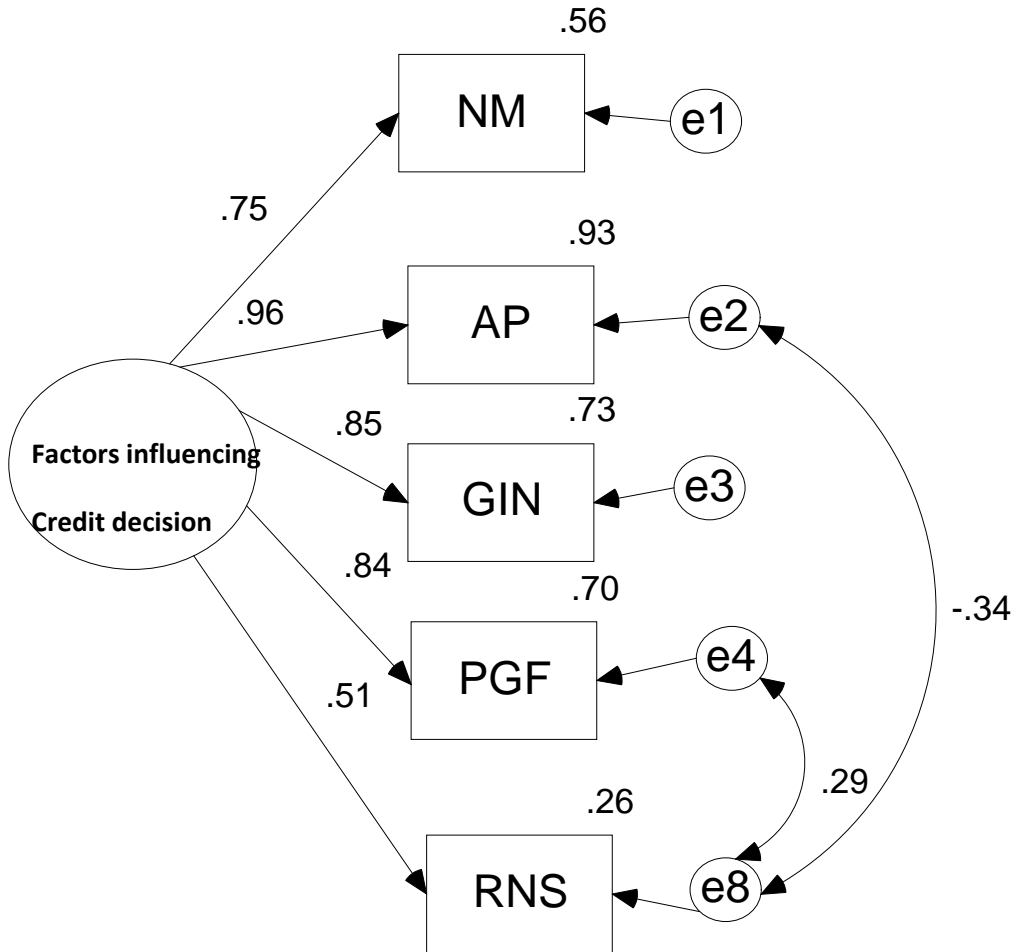 .56
NM
e1
.75
.93
.96
AP
e2
.85
.73
Factors influencing
Credit decision
GIN
e3
.84
.70
-.34
PGF
e4
.51
.29
.26
RNS
e8